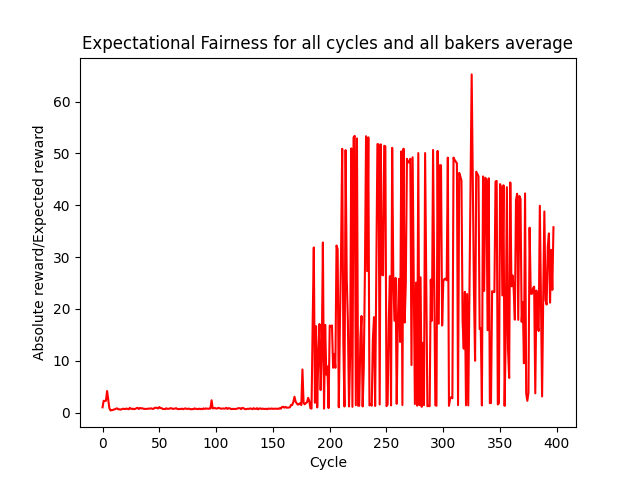 Expectational Fairness for all cycles and all bakers average
Absolute reward/Expected reward
60
50
40
30
20
10
0
0 50 100 150 200 250 300 350 400
Cycle